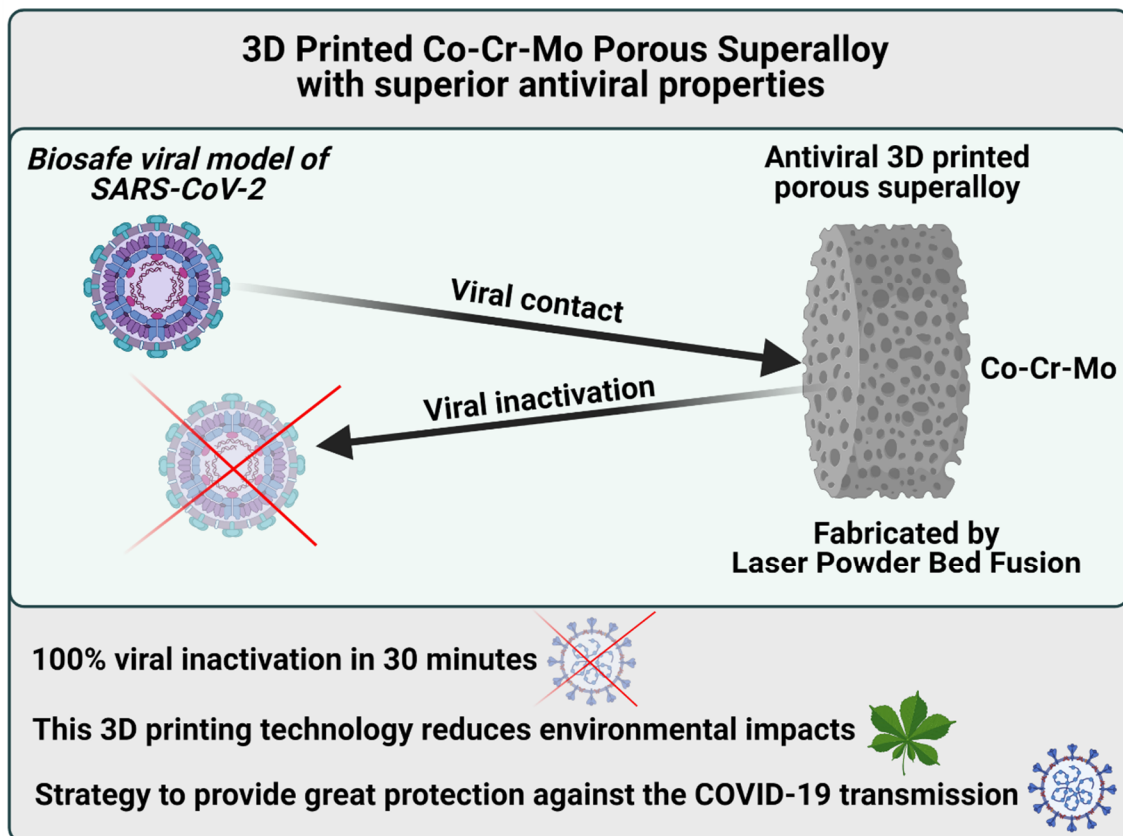 3D Printed Co-Cr-Mo Porous Superalloy
with superior antiviral properties
Biosafe viral model of
SARS-CoV-2
Antiviral 3D printed
porous superalloy
Viral contact
Co-Cr-Mo
Viral inactivation
Fabricated by
Laser Powder Bed Fusion
100% viral inactivation in 30 minutes
This 3D printing technology reduces environmental impacts
Strategy to provide great protection against the COVID-19 transmission